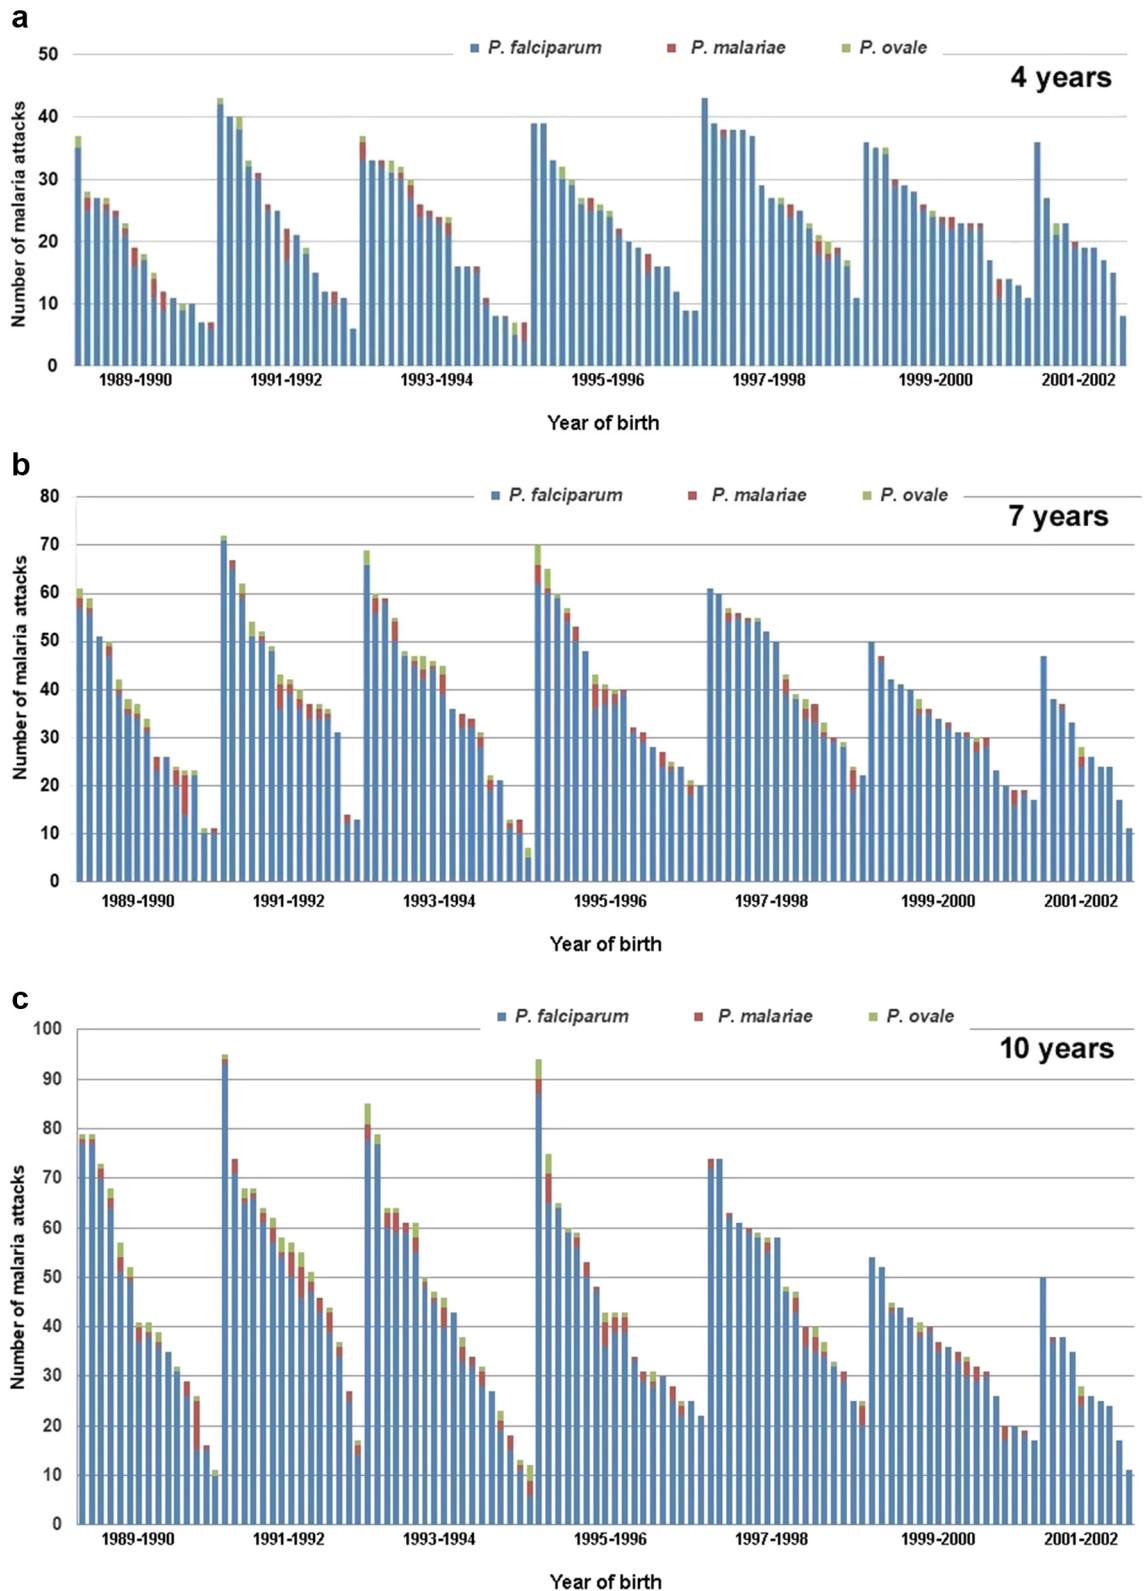 a
P. falciparum P. malariae P. ovale
4 years
Number of malaria attacks
50
40
30
20
10
0
1989-1990 1991-1992 1993-1994 1995-1996 1997-1998 1999-2000 2001-2002
Year of birth
b
P. falciparum P. malariae P. ovale
7 years
Number of malaria attacks
80
70
60
50
40
30
20
10
0
1989-1990 1991-1992 1993-1994 1995-1996 1997-1998 1999-2000 2001-2002
Year of birth
c
P. falciparum P. malariae P. ovale
10 years
Number of malaria attacks
100
90
80
70
60
50
40
30
20
10
0
1989-1990 1991-1992 1993-1994 1995-1996 1997-1998 1999-2000 2001-2002
Year of birth